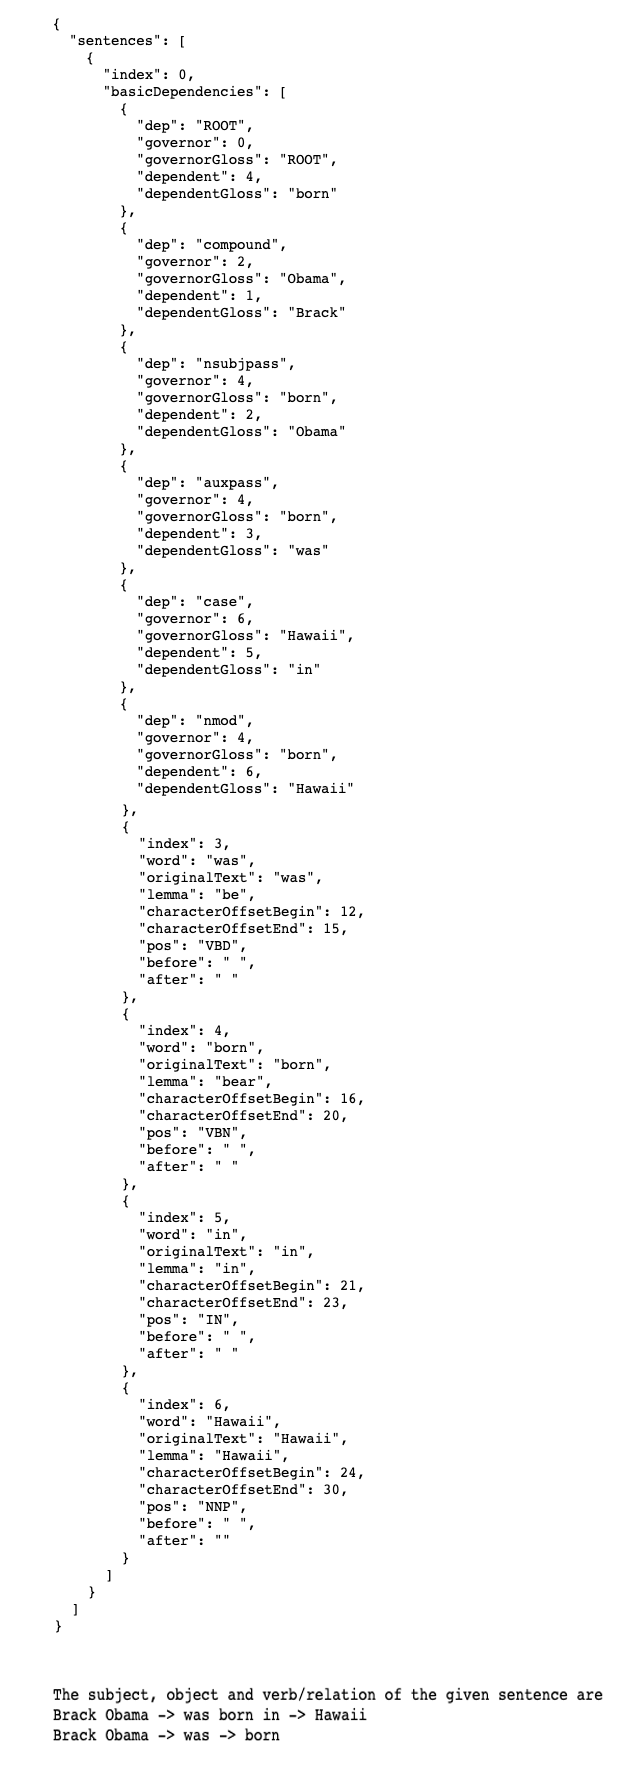 {
  "sentences": [
    {
      "index": 0,
      "basicDependencies": [
        {
          "dep": "ROOT",
          "governor": 0,
          "governorGloss": "ROOT",
          "dependent": 4,
          "dependentGloss": "born"
        },
        {
          "dep": "compound",
          "governor": 2,
          "governorGloss": "Obama",
          "dependent": 1,
          "dependentGloss": "Brack"
        },
        {
          "dep": "nsubjpass",
          "governor": 4,
          "governorGloss": "born",
          "dependent": 2,
          "dependentGloss": "Obama"
        },
        {
          "dep": "auxpass",
          "governor": 4,
          "governorGloss": "born",
          "dependent": 3,
          "dependentGloss": "was"
        },
        {
          "dep": "case",
          "governor": 6,
          "governorGloss": "Hawaii",
          "dependent": 5,
          "dependentGloss": "in"
        },
        {
          "dep": "nmod",
          "governor": 4,
          "governorGloss": "born",
          "dependent": 6,
          "dependentGloss": "Hawaii"
        },
        {
          "index": 3,
          "word": "was",
          "originalText": "was",
          "lemma": "be",
          "characterOffsetBegin": 12,
          "characterOffsetEnd": 15,
          "pos": "VBD",
          "before": " ",
          "after": " "
        },
        {
          "index": 4,
          "word": "born",
          "originalText": "born",
          "lemma": "bear",
          "characterOffsetBegin": 16,
          "characterOffsetEnd": 20,
          "pos": "VBN",
          "before": " ",
          "after": " "
        },
        {
          "index": 5,
          "word": "in",
          "originalText": "in",
          "lemma": "in",
          "characterOffsetBegin": 21,
          "characterOffsetEnd": 23,
          "pos": "IN",
          "before": " ",
          "after": " "
        },
        {
          "index": 6,
          "word": "Hawaii",
          "originalText": "Hawaii",
          "lemma": "Hawaii",
          "characterOffsetBegin": 24,
          "characterOffsetEnd": 30,
          "pos": "NNP",
          "before": " ",
          "after": ""
        }
      ]
    }
  ]
}
The subject, object and verb/relation of the given sentence are
Brack Obama -> was born in -> Hawaii
Brack Obama -> was -> born